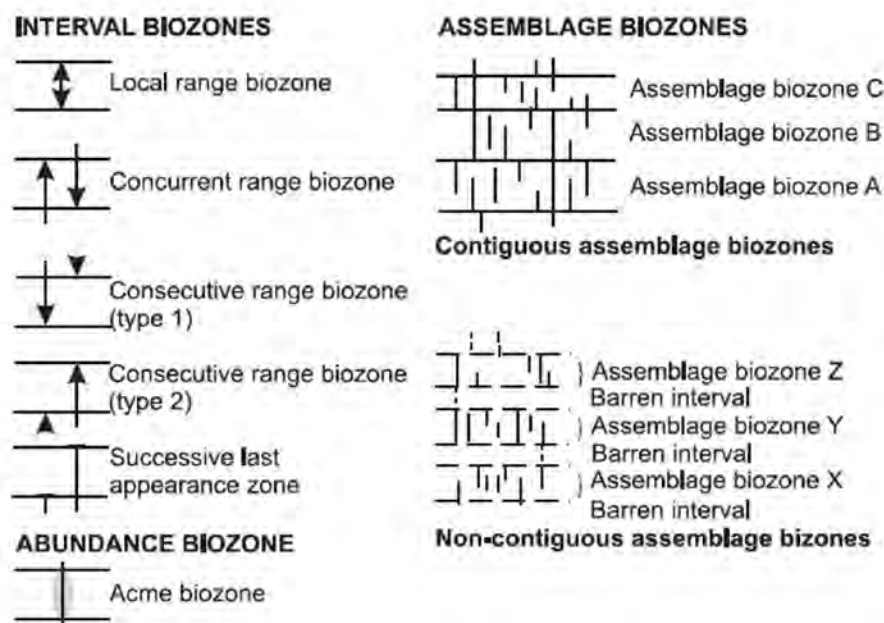 INTERVAL BIOZONES
Local range biozone
Concurrent range biozone
Consecutive range biozone
(type 1)
Consecutive range biozone
(type 2)
Successive last
appearance zone
ABUNDANCE BIOZONE
Acme biozone
ASSEMBLAGE BIOZONES
Assemblage biozone C
Assemblage biozone B
Assemblage biozone A
Contiguous assemblage biozones
Assemblage biozone Z
Barren interval
Assemblage biozone Y
Barren interval
Assemblage biozone X
Barren interval
Non-contiguous assemblage bizones